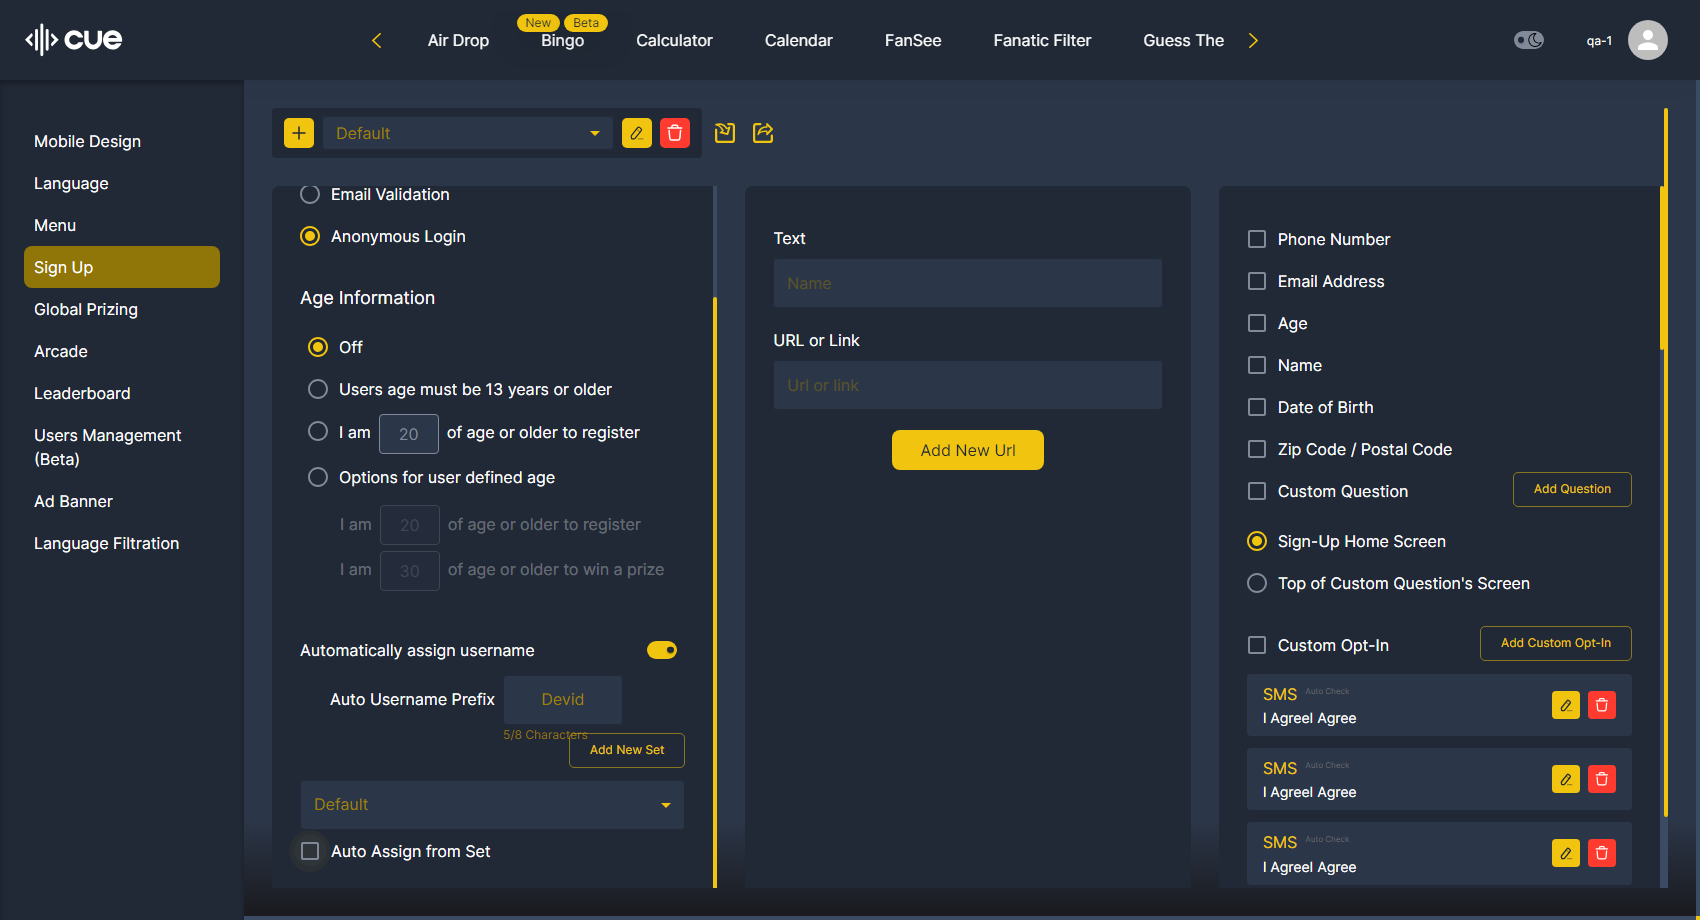 cue
New Beta
Air Drop Bingo Calculator Calendar FanSee Fanatic Filter Guess The
qa-1
Mobile Design
Language
Menu
Sign Up
Global Prizing
Arcade
Leaderboard
Users Management
(Beta)
Ad Banner
Language Filtration
Default
Email Validation
Anonymous Login
Age Information
Off
Users age must be 13 years or older
I am 20 of age or older to register
Options for user defined age
I am 20 of age or older to register
I am 30 of age or older to win a prize
Automatically assign username
Auto Username Prefix Devid
5/8 Characters
Add New Set
Default
Auto Assign from Set
Text
Name
URL or Link
Url or link
Add New Url
Phone Number
Email Address
Age
Name
Date of Birth
Zip Code / Postal Code
Custom Question Add Question
Sign-Up Home Screen
Top of Custom Question's Screen
Custom Opt-In Add Custom Opt-In
SMS Auto Check
I AgreeI Agree
SMS Auto Check
I AgreeI Agree
SMS Auto Check
I AgreeI Agree